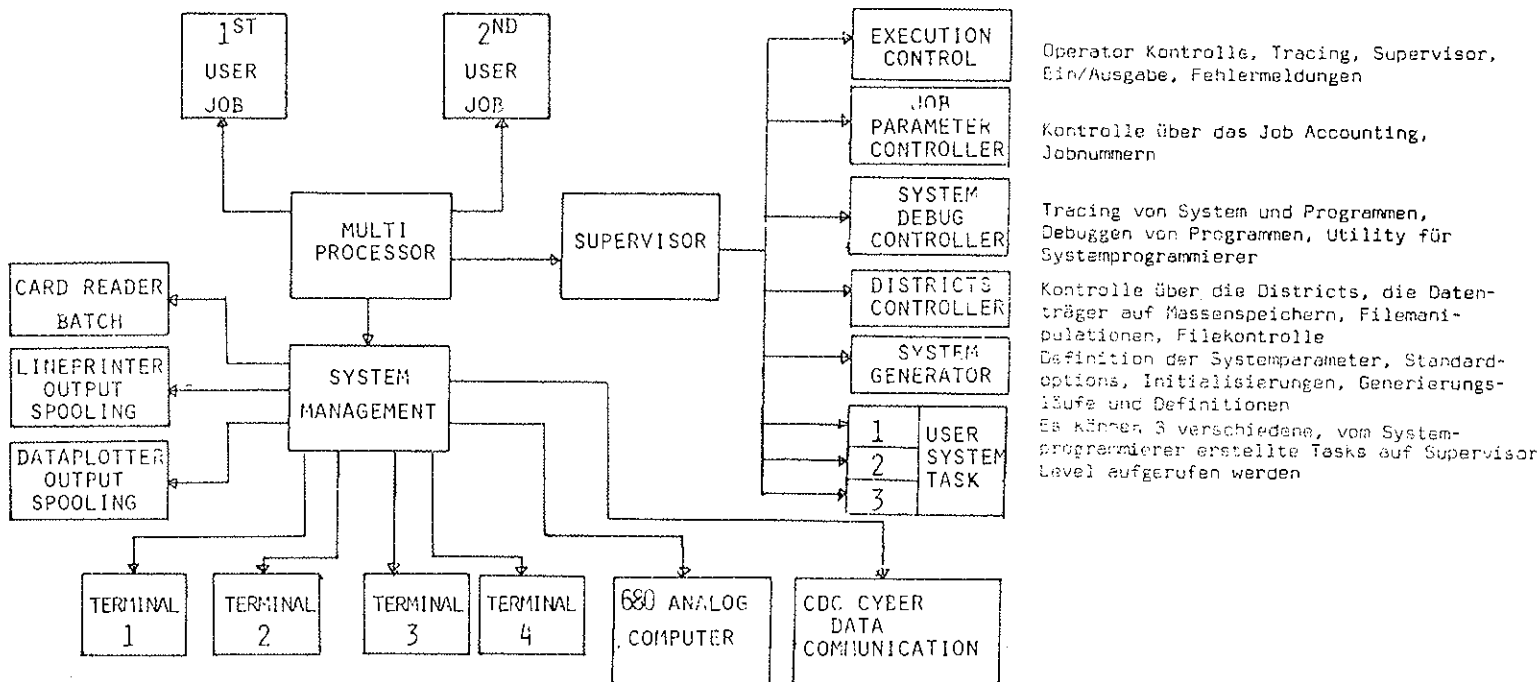 1ST
USER
JOB
2ND
USER
JOB
MULTI
PROCESSOR
SUPERVISOR
CARD READER
BATCH
LINEPRINTER
OUTPUT
SPOOLING
DATAPLOTTER
OUTPUT
SPOOLING
SYSTEM
MANAGEMENT
TERMINAL
1
TERMINAL
2
TERMINAL
3
TERMINAL
4
680 ANALOG
COMPUTER
CDC CYBER
DATA
COMMUNICATION
EXECUTION
CONTROL
Operator Kontrolle, Tracing, Supervisor,
Ein/Ausgabe, Fehlermeldungen
JOB
PARAMETER
CONTROLLER
Kontrolle über das Job Accounting,
Jobnummern
SYSTEM
DEBUG
CONTROLLER
Tracing von System und Programmen,
Debuggen von Programmen, Utility für
Systemprogrammierer
DISTRICTS
CONTROLLER
Kontrolle über die Districts, die Daten-
träger auf Massenspeichern, Filemani-
pulationen, Filekontrolle
SYSTEM
GENERATOR
Definition der Systemparameter, Standard-
options, Initialisierungen, Generierungs-
läufe und Definitionen
1
2
3
USER
SYSTEM
TASK
Es können 3 verschiedene, vom System-
programmierer erstellte Tasks auf Supervisor
Level aufgerufen werden